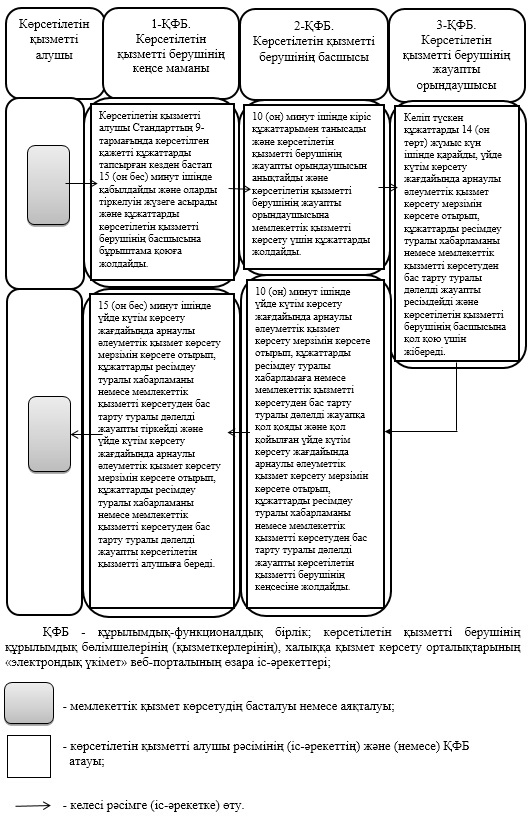 Көрсетілетін
қызметті
алушы
1-ҚФБ.
Көрсетілетін
қызметті берушінің
кеңсе маманы
2-ҚФБ.
Көрсетілетін қызметті
берушінің басшысы
3-ҚФБ.
Көрсетілетін
қызметті берушінің
жауапты
орындаушысы
Көрсетілетін қызметті
алушы Стандарттың 9-
тармағында көрсетілген
қажетті құжаттарды
тапсырған кезден бастап
15 (он бес) минут ішінде
қабылдайды және оларды
тіркелуін жүзеге асырады
және құжаттарды
көрсетілетін қызметті
берушінің басшысына
бұрыштама қоюға
жолдайды.
10 (он) минут ішінде кіріс
құжаттарымен танысады
және көрсетілетін
қызметті берушінің
жауапты орындаушысын
анықтайды және
көрсетілетін қызметті
берушінің жауапты
орындаушысына
мемлекеттік қызметті
көрсету үшін құжаттарды
жолдайды.
Келіп түскен
құжаттарды 14 (он
төрт) жұмыс күн
ішінде қарайды, үйде
күтім көрсету
жағдайында арнаулы
әлеуметтік қызмет
көрсету мерзімін
көрсете отырып,
құжаттарды ресімдеу
туралы хабарламаны
немесе мемлекеттік
қызметті көрсетуден
бас тарту туралы
дәлелді жауапты
ресімдейді және
көрсетілетін қызметті
берушінің басшысына
қол қою үшін
жібереді.
15 (он бес) минут ішінде
үйде күтім көрсету
жағдайында арнаулы
әлеуметтік қызмет көрсету
мерзімін көрсете отырып,
құжаттарды ресімдеу
туралы хабарламаны
немесе мемлекеттік
қызметті көрсетуден бас
тарту туралы дәлелді
жауапты тіркейді және
үйде күтім көрсету
жағдайында арнаулы
әлеуметтік қызмет көрсету
мерзімін көрсете отырып,
құжаттарды ресімдеу
туралы хабарламаны
немесе мемлекеттік
қызметті көрсетуден бас
тарту туралы дәлелді
жауапты көрсетілетін
қызметті алушыға береді.
10 (он) минут ішінде
үйде күтім көрсету
жағдайында арнаулы
әлеуметтік қызмет
көрсету мерзімін көрсете
отырып, құжаттарды
ресімдеу туралы
хабарламаға немесе
мемлекеттік қызметті
көрсетуден бас тарту
туралы дәлелді жауапқа
қол қояды және қол
қойылған үйде күтім
көрсету жағдайында
арнаулы әлеуметтік
қызмет көрсету мерзімін
көрсете отырып,
құжаттарды ресімдеу
туралы хабарламаны
немесе мемлекеттік
қызметті көрсетуден бас
тарту туралы дәлелді
жауапты көрсетілетін
қызметті берушінің
кеңсесіне жолдайды.
ҚФБ - құрылымдық-функционалдық бірлік; көрсетілетін қызметті берушінің
құрылымдық бөлімшелерінің (қызметкерлерінің), халыққа қызмет көрсету орталықтарының
«электрондық үкімет» веб-порталының өзара іс-әрекеттері;
- мемлекеттік қызмет көрсетудің басталуы немесе аяқталуы;
- көрсетілетін қызметті алушы рәсімінің (іс-әрекеттің) және (немесе) ҚФБ
атауы;
- келесі рәсімге (іс-әрекетке) өту.